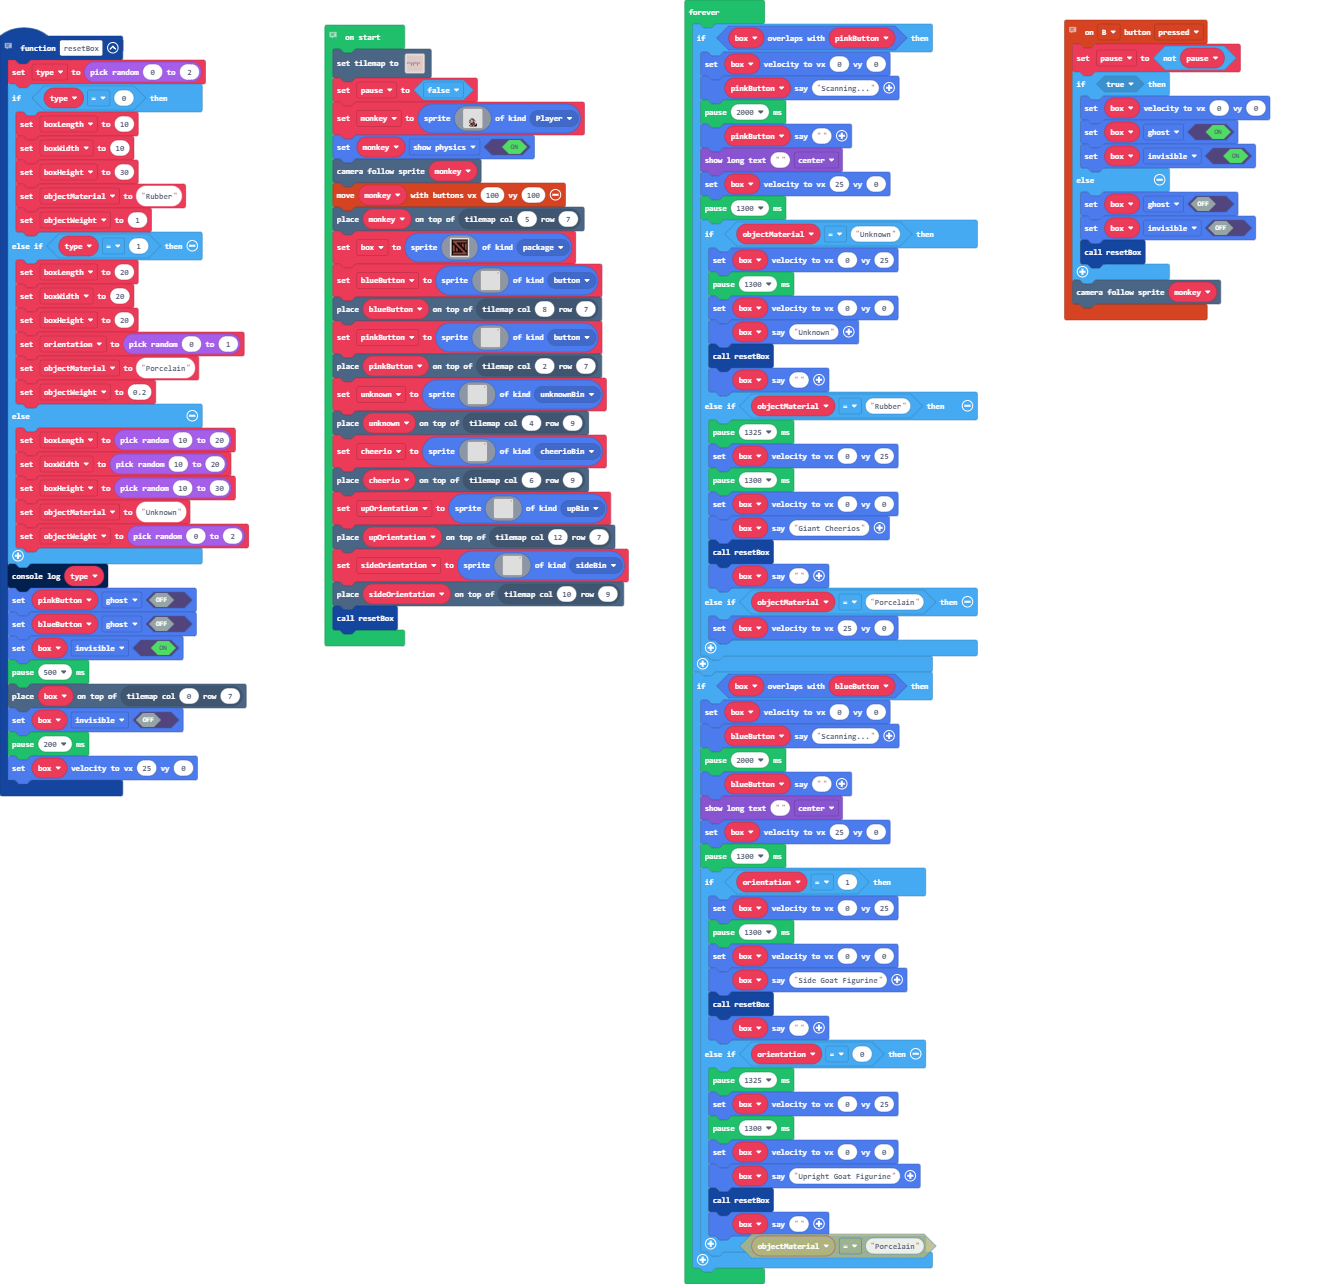 function resetBox
set type to pick random 0 to 2
if type = 0 then
set boxLength to 10
set boxWidth to 10
set boxHeight to 30
set objectMaterial to "Rubber"
set objectWeight to 1
else if type = 1 then
set boxLength to 20
set boxWidth to 20
set boxHeight to 20
set orientation to pick random 0 to 1
set objectMaterial to "Porcelain"
set objectWeight to 0.2
else
set boxLength to pick random 10 to 20
set boxWidth to pick random 10 to 20
set boxHeight to pick random 10 to 30
set objectMaterial to "Unknown"
set objectWeight to pick random 0 to 2
console log type
set pinkButton ghost OFF
set blueButton ghost OFF
set box invisible ON
pause 500 ms
place box on top of tilemap col 0 row 7
set box invisible OFF
pause 200 ms
set box velocity to vx 25 vy 0
on start
set tilemap to
set pause to false
set monkey to sprite of kind Player
set monkey show physics ON
camera follow sprite monkey
move monkey with buttons vx 100 vy 100
place monkey on top of tilemap col 5 row 7
set box to sprite of kind package
set blueButton to sprite of kind button
place blueButton on top of tilemap col 8 row 7
set pinkButton to sprite of kind button
place pinkButton on top of tilemap col 2 row 7
set unknown to sprite of kind unknownBin
place unknown on top of tilemap col 4 row 9
set cheerio to sprite of kind cheerioBin
place cheerio on top of tilemap col 6 row 9
set upOrientation to sprite of kind upBin
place upOrientation on top of tilemap col 12 row 7
set sideOrientation to sprite of kind sideBin
place sideOrientation on top of tilemap col 10 row 9
call resetBox
forever
if box overlaps with pinkButton then
set box velocity to vx 0 vy 0
pinkButton say "Scanning..."
pause 2000 ms
pinkButton say ""
show long text "" center
set box velocity to vx 25 vy 0
pause 1300 ms
if objectMaterial = "Unknown" then
set box velocity to vx 0 vy 25
pause 1300 ms
set box velocity to vx 0 vy 0
box say "Unknown"
call resetBox
box say ""
else if objectMaterial = "Rubber" then
pause 1325 ms
set box velocity to vx 0 vy 25
pause 1300 ms
set box velocity to vx 0 vy 0
box say "Giant Cheerios"
call resetBox
box say ""
else if objectMaterial = "Porcelain" then
set box velocity to vx 25 vy 0
if box overlaps with blueButton then
set box velocity to vx 0 vy 0
blueButton say "Scanning..."
pause 2000 ms
blueButton say ""
show long text "" center
set box velocity to vx 25 vy 0
pause 1300 ms
if orientation = 1 then
set box velocity to vx 0 vy 25
pause 1300 ms
set box velocity to vx 0 vy 0
box say "Side Goat Figurine"
call resetBox
box say ""
else if orientation = 0 then
pause 1325 ms
set box velocity to vx 0 vy 25
pause 1300 ms
set box velocity to vx 0 vy 0
box say "Upright Goat Figurine"
call resetBox
box say ""
objectMaterial = "Porcelain"
on B button pressed
set pause to not pause
if true then
set box velocity to vx 0 vy 0
set box ghost ON
set box invisible ON
else
set box ghost OFF
set box invisible OFF
call resetBox
camera follow sprite monkey